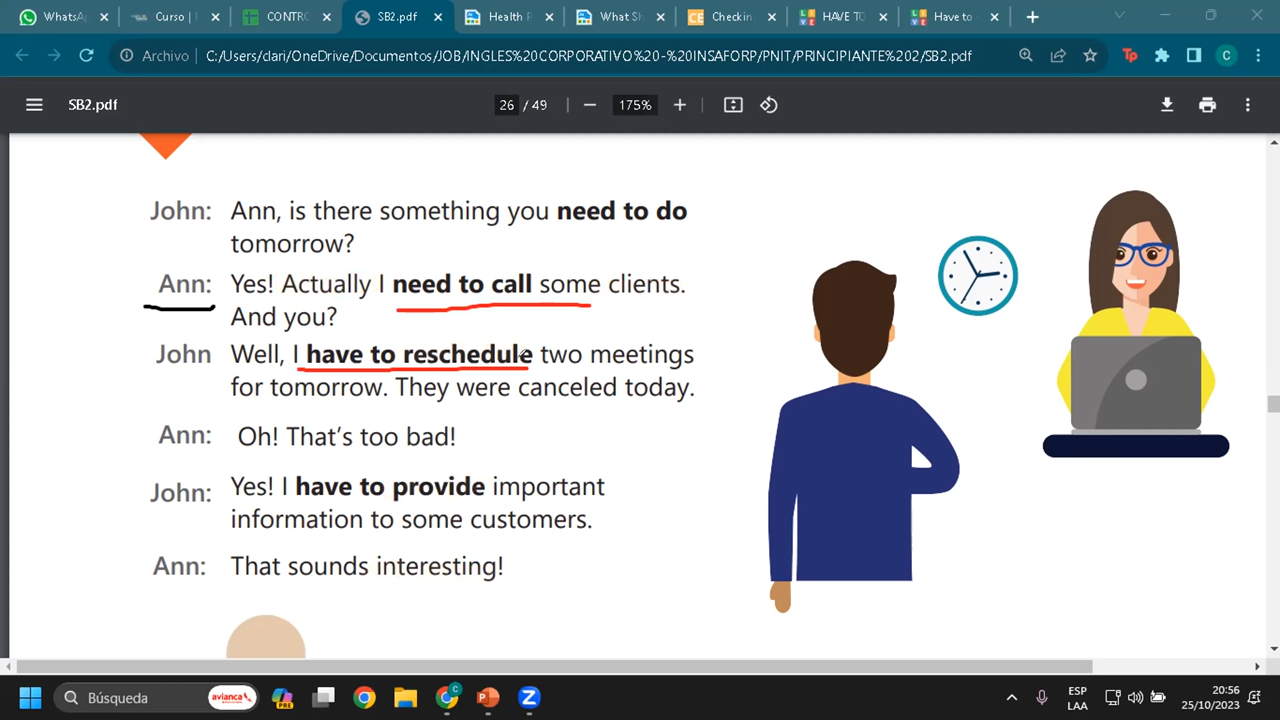 WhatsA
Curso | F
CONTRO
SB2.pdf
Health P
What Sh
Checkin
HAVE TO
Have to
Archivo
C:/Users/clari/OneDrive/Documentos/JOB/INGLES%20CORPORATIVO%20-%20INSAFORP/PNIT/PRINCIPIANTE%202/SB2.pdf
SB2.pdf
26 / 49
175%
John: Ann, is there something you need to do
tomorrow?
Ann: Yes! Actually I need to call some clients.
And you?
John Well, I have to reschedule two meetings
for tomorrow. They were canceled today.
Ann: Oh! That's too bad!
John: Yes! I have to provide important
information to some customers.
Ann: That sounds interesting!
Búsqueda
avianca
PRE
ESP
LAA
20:56
25/10/2023